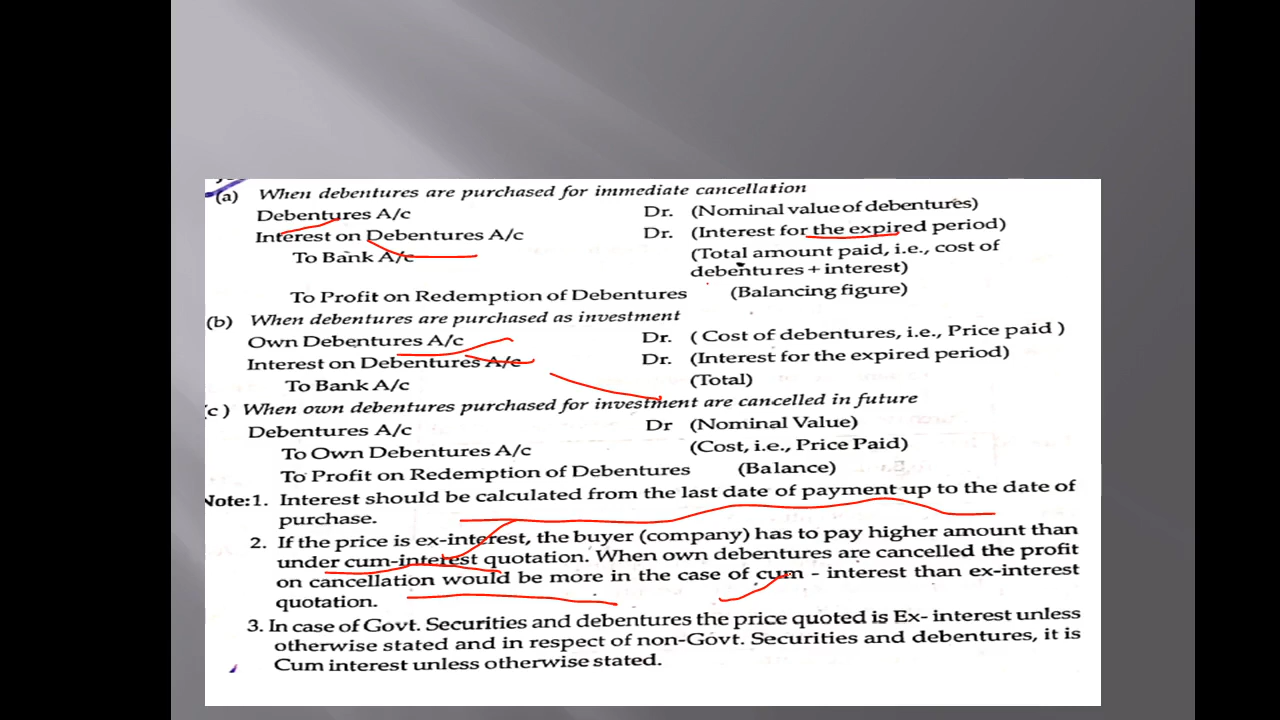 (a) When debentures are purchased for immediate cancellation
Debentures A/c Dr. (Nominal value of debentures)
Interest on Debentures A/c Dr. (Interest for the expired period)
To Bank A/c (Total amount paid, i.e., cost of
debentures + interest)
To Profit on Redemption of Debentures (Balancing figure)
(b) When debentures are purchased as investment
Own Debentures A/c Dr. ( Cost of debentures, i.e., Price paid )
Interest on Debentures A/c Dr. (Interest for the expired period)
To Bank A/c (Total)
(c ) When own debentures purchased for investment are cancelled in future
Debentures A/c Dr (Nominal Value)
To Own Debentures A/c (Cost, i.e., Price Paid)
To Profit on Redemption of Debentures (Balance)
Note:1. Interest should be calculated from the last date of payment up to the date of
purchase.
2. If the price is ex-interest, the buyer (company) has to pay higher amount than
under cum-interest quotation. When own debentures are cancelled the profit
on cancellation would be more in the case of cum - interest than ex-interest
quotation.
3. In case of Govt. Securities and debentures the price quoted is Ex- interest unless
otherwise stated and in respect of non-Govt. Securities and debentures, it is
Cum interest unless otherwise stated.